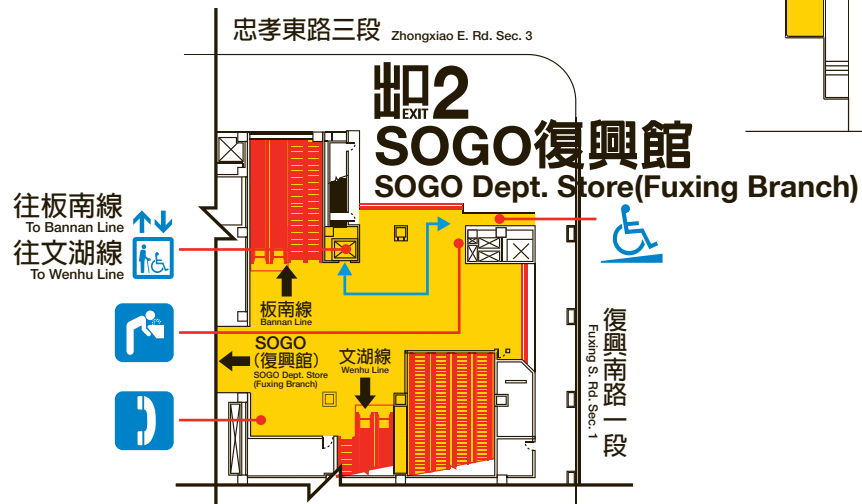 忠孝東路三段 Zhongxiao E. Rd. Sec. 3
出口 EXIT 2
SOGO復興館
SOGO Dept. Store(Fuxing Branch)
往板南線
To Bannan Line
往文湖線
To Wenhu Line
板南線
Bannan Line
SOGO
(復興館)
SOGO Dept. Store
(Fuxing Branch)
文湖線
Wenhu Line
復興南路一段
Fuxing S. Rd. Sec. 1